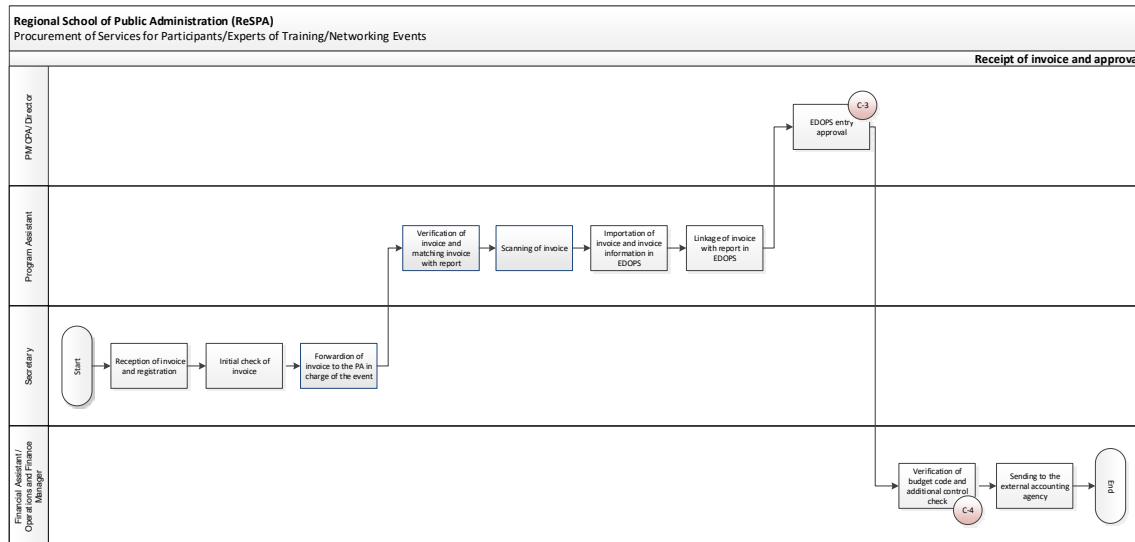 Regional School of Public Administration (ReSPA)
Procurement of Services for Participants/Experts of Training/Networking Events
Receipt of invoice and approva
PM/CPA/Director
C-3
EDOPS entry
approval
Program Assistant
Verification of
invoice and
matching invoice
with report
Scanning of invoice
Importation of
invoice and invoice
information in
EDOPS
Linkage of invoice
with report in
EDOPS
Secretary
Start
Reception of invoice
and registration
Initial check of
invoice
Forwardion of
invoice to the PA in
charge of the event
Financial Assistant /
Operations and Finance
Manager
Verification of
budget code and
additional control
check
C-4
Sending to the
external accounting
agency
End